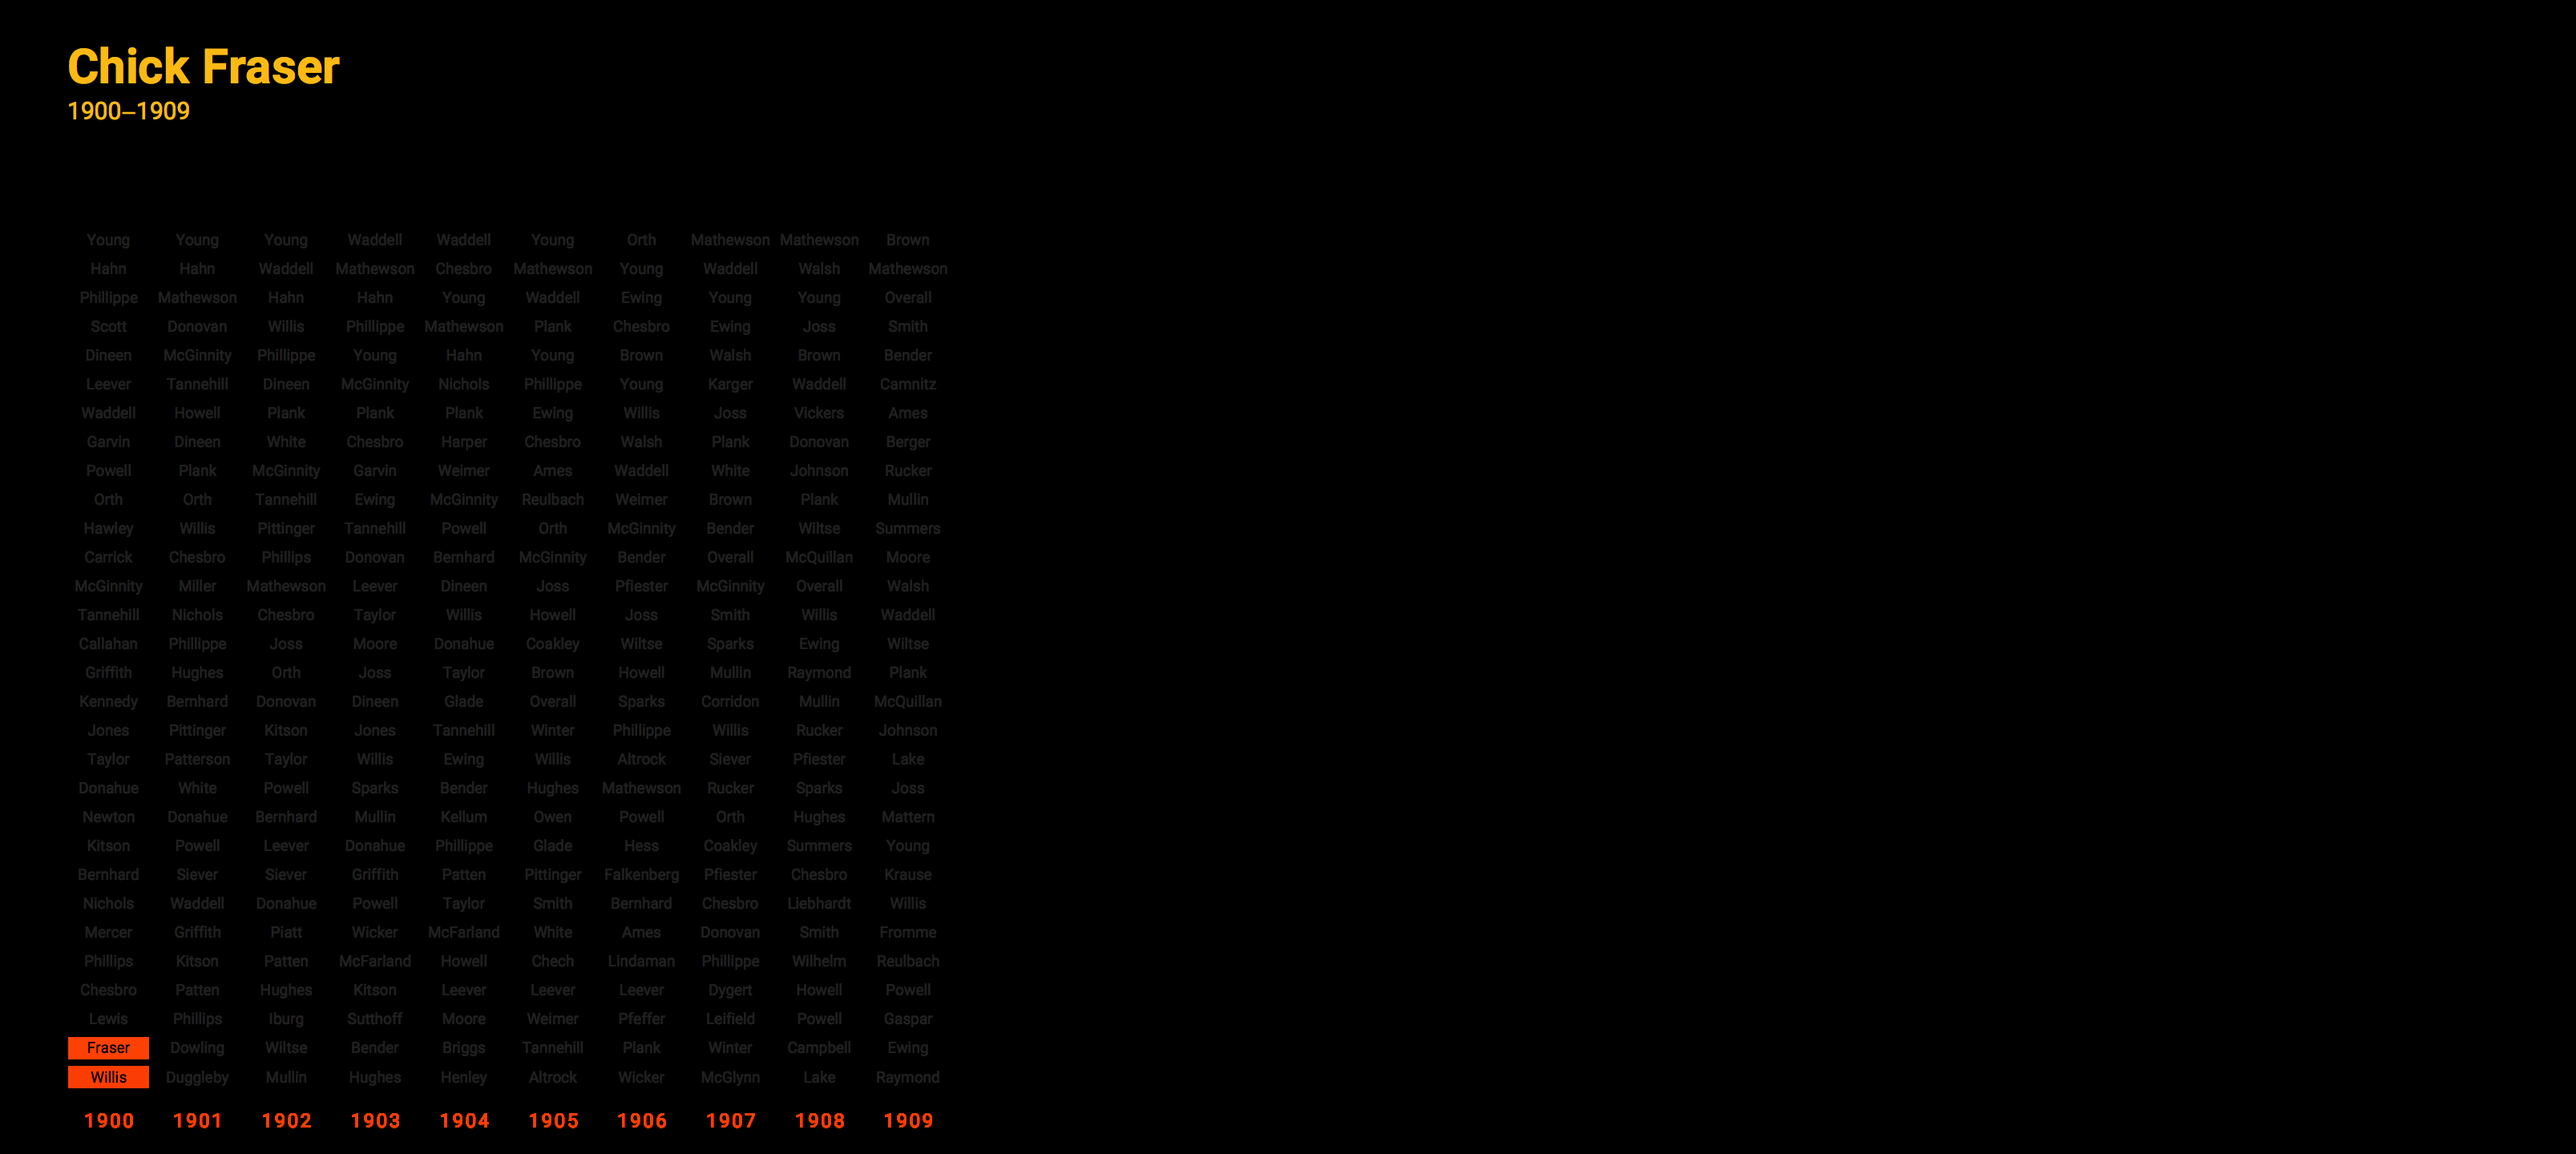 Chick Fraser
1900–1909
Young Young Young Waddell Waddell Young Orth Mathewson Mathewson Brown
Hahn Hahn Waddell Mathewson Chesbro Mathewson Young Waddell Walsh Mathewson
Phillippe Mathewson Hahn Hahn Young Waddell Ewing Young Young Overall
Scott Donovan Willis Phillippe Mathewson Plank Chesbro Ewing Joss Smith
Dineen McGinnity Phillippe Young Hahn Young Brown Walsh Brown Bender
Leever Tannehill Dineen McGinnity Nichols Phillippe Young Karger Waddell Camnitz
Waddell Howell Plank Plank Plank Ewing Willis Joss Vickers Ames
Garvin Dineen White Chesbro Harper Chesbro Walsh Plank Donovan Berger
Powell Plank McGinnity Garvin Weimer Ames Waddell White Johnson Rucker
Orth Orth Tannehill Ewing McGinnity Reulbach Weimer Brown Plank Mullin
Hawley Willis Pittinger Tannehill Powell Orth McGinnity Bender Wiltse Summers
Carrick Chesbro Phillips Donovan Bernhard McGinnity Bender Overall McQuillan Moore
McGinnity Miller Mathewson Leever Dineen Joss Pfiester McGinnity Overall Walsh
Tannehill Nichols Chesbro Taylor Willis Howell Joss Smith Willis Waddell
Callahan Phillippe Joss Moore Donahue Coakley Wiltse Sparks Ewing Wiltse
Griffith Hughes Orth Joss Taylor Brown Howell Mullin Raymond Plank
Kennedy Bernhard Donovan Dineen Glade Overall Sparks Corridon Mullin McQuillan
Jones Pittinger Kitson Jones Tannehill Winter Phillippe Willis Rucker Johnson
Taylor Patterson Taylor Willis Ewing Willis Altrock Siever Pfiester Lake
Donahue White Powell Sparks Bender Hughes Mathewson Rucker Sparks Joss
Newton Donahue Bernhard Mullin Kellum Owen Powell Orth Hughes Mattern
Kitson Powell Leever Donahue Phillippe Glade Hess Coakley Summers Young
Bernhard Siever Siever Griffith Patten Pittinger Falkenberg Pfiester Chesbro Krause
Nichols Waddell Donahue Powell Taylor Smith Bernhard Chesbro Liebhardt Willis
Mercer Griffith Piatt Wicker McFarland White Ames Donovan Smith Fromme
Phillips Kitson Patten McFarland Howell Chech Lindaman Phillippe Wilhelm Reulbach
Chesbro Patten Hughes Kitson Leever Leever Leever Dygert Howell Powell
Lewis Phillips Iburg Sutthoff Moore Weimer Pfeffer Leifield Powell Gaspar
Fraser Dowling Wiltse Bender Briggs Tannehill Plank Winter Campbell Ewing
Willis Duggleby Mullin Hughes Henley Altrock Wicker McGlynn Lake Raymond
1900 1901 1902 1903 1904 1905 1906 1907 1908 1909